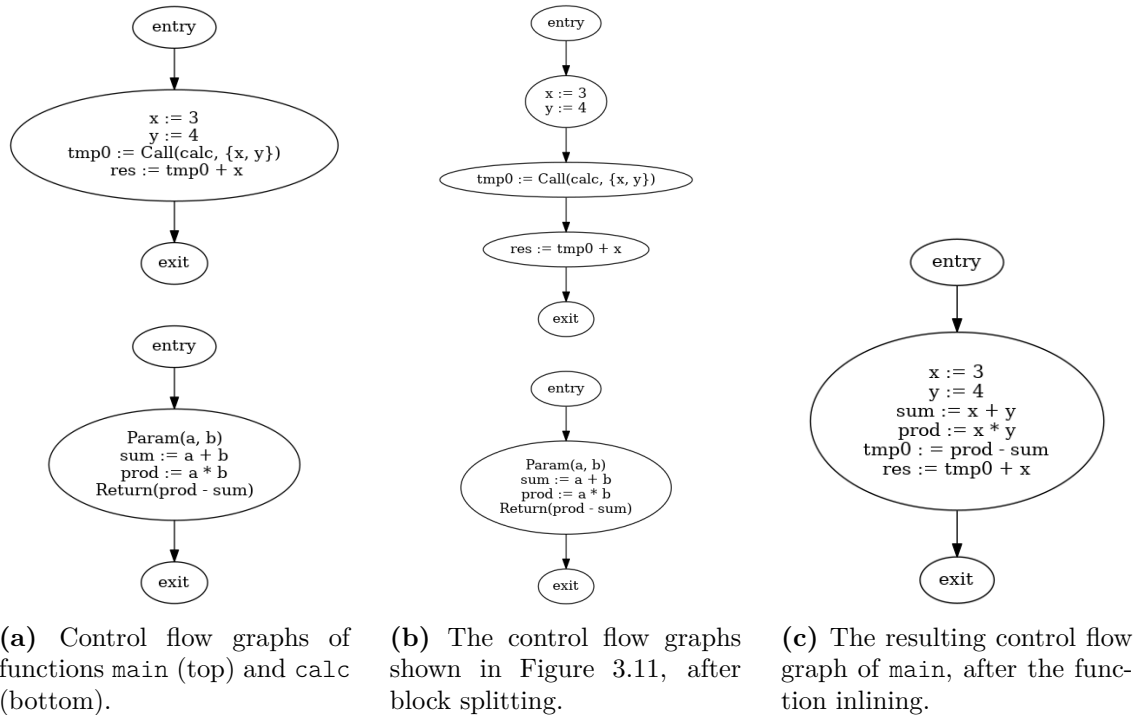 entry
x := 3
y := 4
tmp0 := Call(calc, {x, y})
res := tmp0 + x
exit
entry
Param(a, b)
sum := a + b
prod := a * b
Return(prod - sum)
exit
(a) Control flow graphs of
functions main (top) and calc
(bottom).
entry
x := 3
y := 4
tmp0 := Call(calc, {x, y})
res := tmp0 + x
exit
entry
Param(a, b)
sum := a + b
prod := a * b
Return(prod - sum)
exit
(b) The control flow graphs
shown in Figure 3.11, after
block splitting.
entry
x := 3
y := 4
sum := x + y
prod := x * y
tmp0 : = prod - sum
res := tmp0 + x
exit
(c) The resulting control flow
graph of main, after the func-
tion inlining.